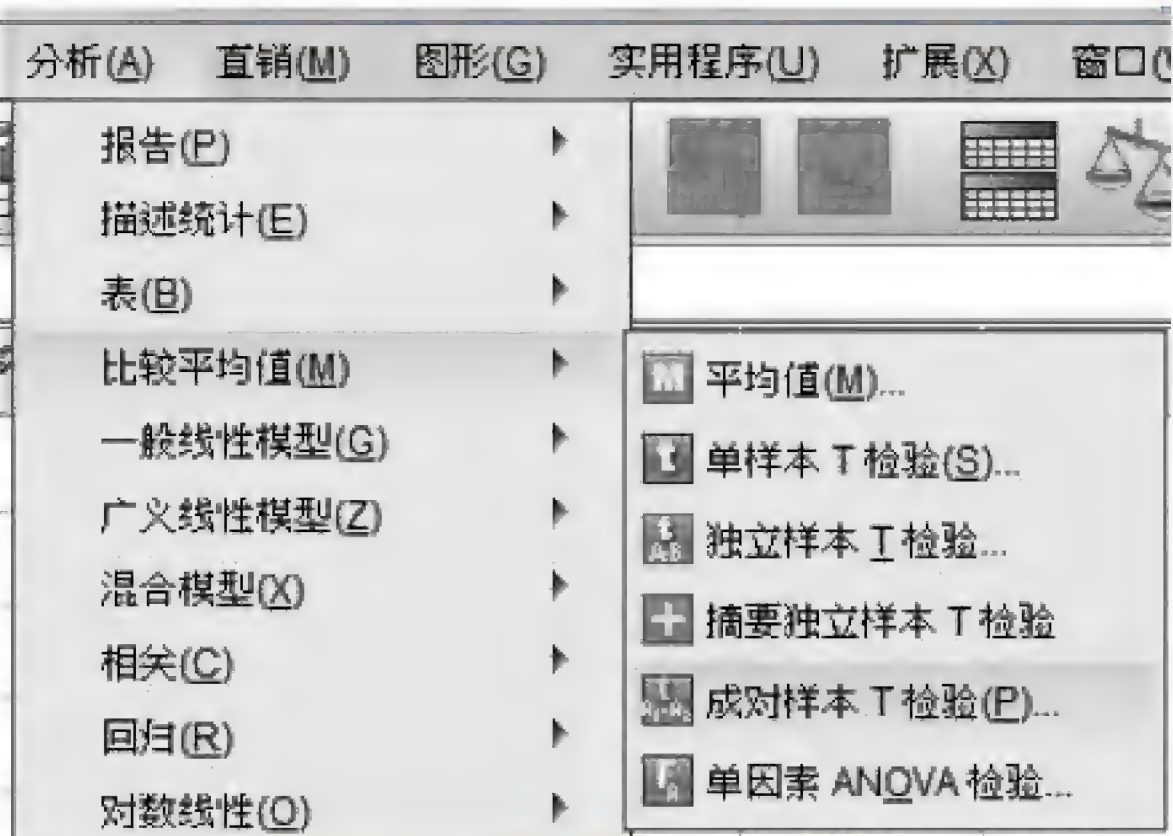 分析(A) 直销(M) 图形(G) 实用程序(U) 扩展(X) 窗口(
报告(P)
描述统计(E)
表(B)
比较平均值(M)
一般线性模型(G)
广义线性模型(Z)
混合模型(X)
相关(C)
回归(R)
对数线性(O)
M 平均值(M)...
t 单样本 T 检验(S)...
独立样本 T 检验...
摘要独立样本 T 检验
成对样本 T 检验(P)...
单因素 ANOVA 检验...